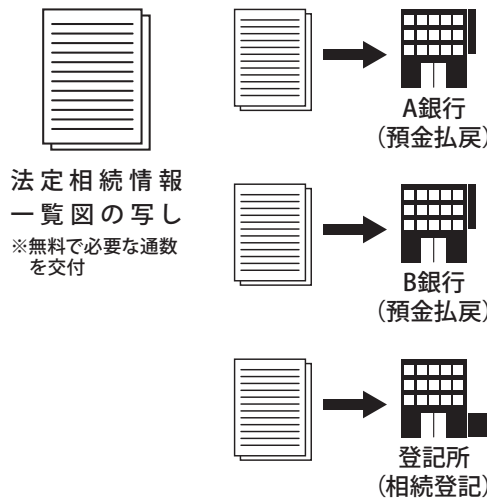 法定相続情報
一覧図の写し
※無料で必要な通数
を交付
A銀行
（預金払戻）
B銀行
（預金払戻）
登記所
（相続登記）